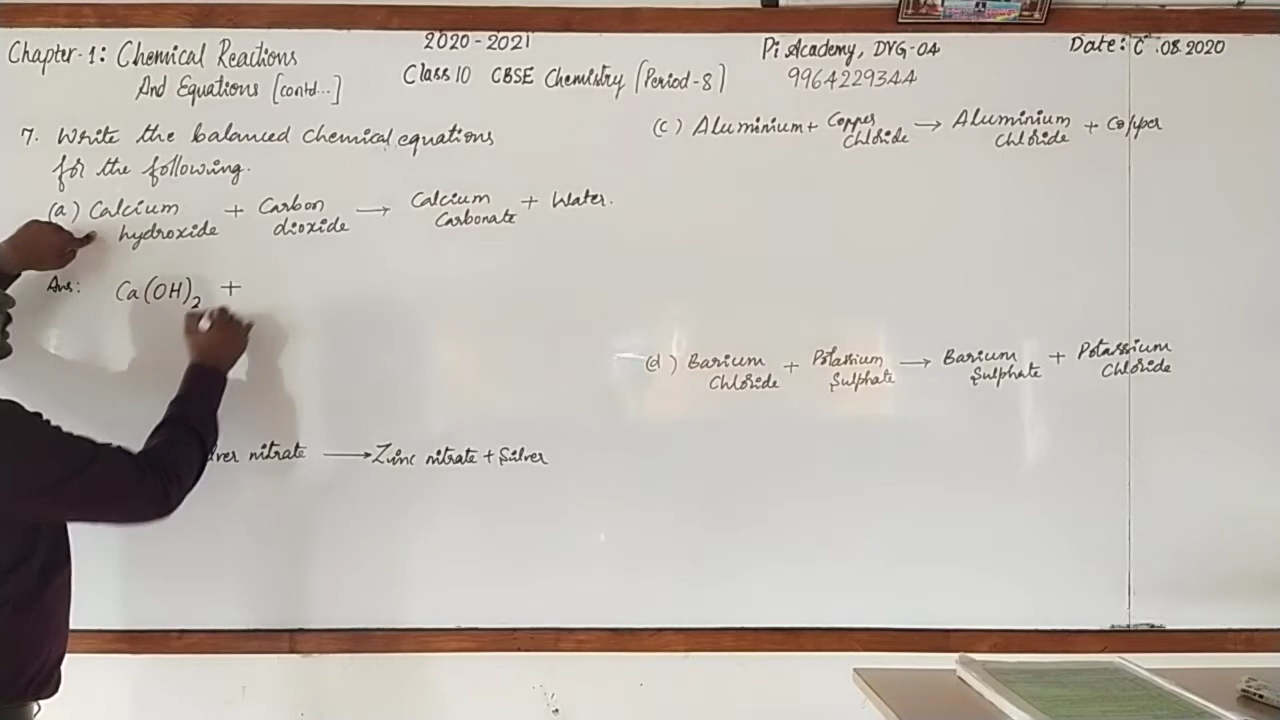 Chapter-1: Chemical Reactions
And Equations [contd...]
2020-2021
Class 10 CBSE Chemistry [Period-8]
Pi Academy, DVG-04
9964229344
Date: .08.2020
7. Write the balanced Chemical equations
for the following.
(a) Calcium hydroxide + Carbon dioxide → Calcium Carbonate + Water.
Ans: Ca(OH)₂ +
nitrate → Zinc nitrate + Silver
(c) Aluminium + Copper Chloride → Aluminium Chloride + Copper
(d) Barium Chloride + Potassium Sulphate → Barium Sulphate + Potassium Chloride